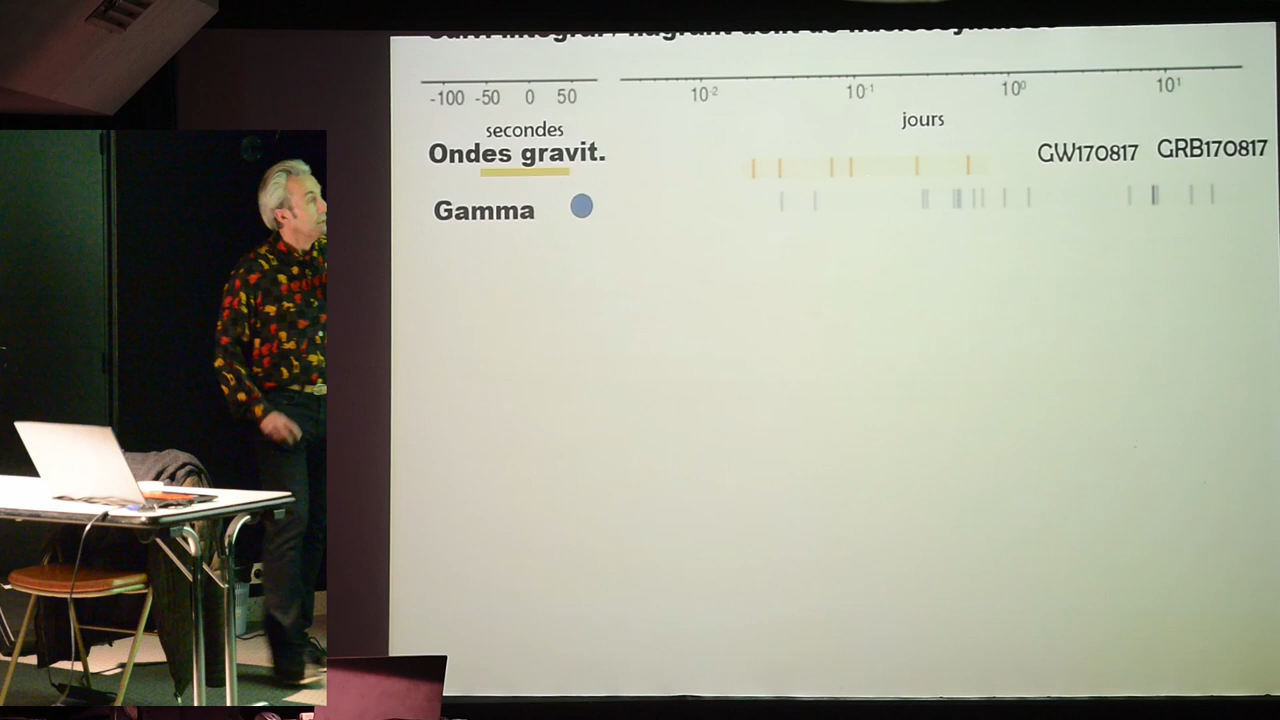 -100 -50 0 50 10⁻² 10⁻¹ 10⁰ 10¹
secondes jours
Ondes gravit. GW170817 GRB170817
Gamma